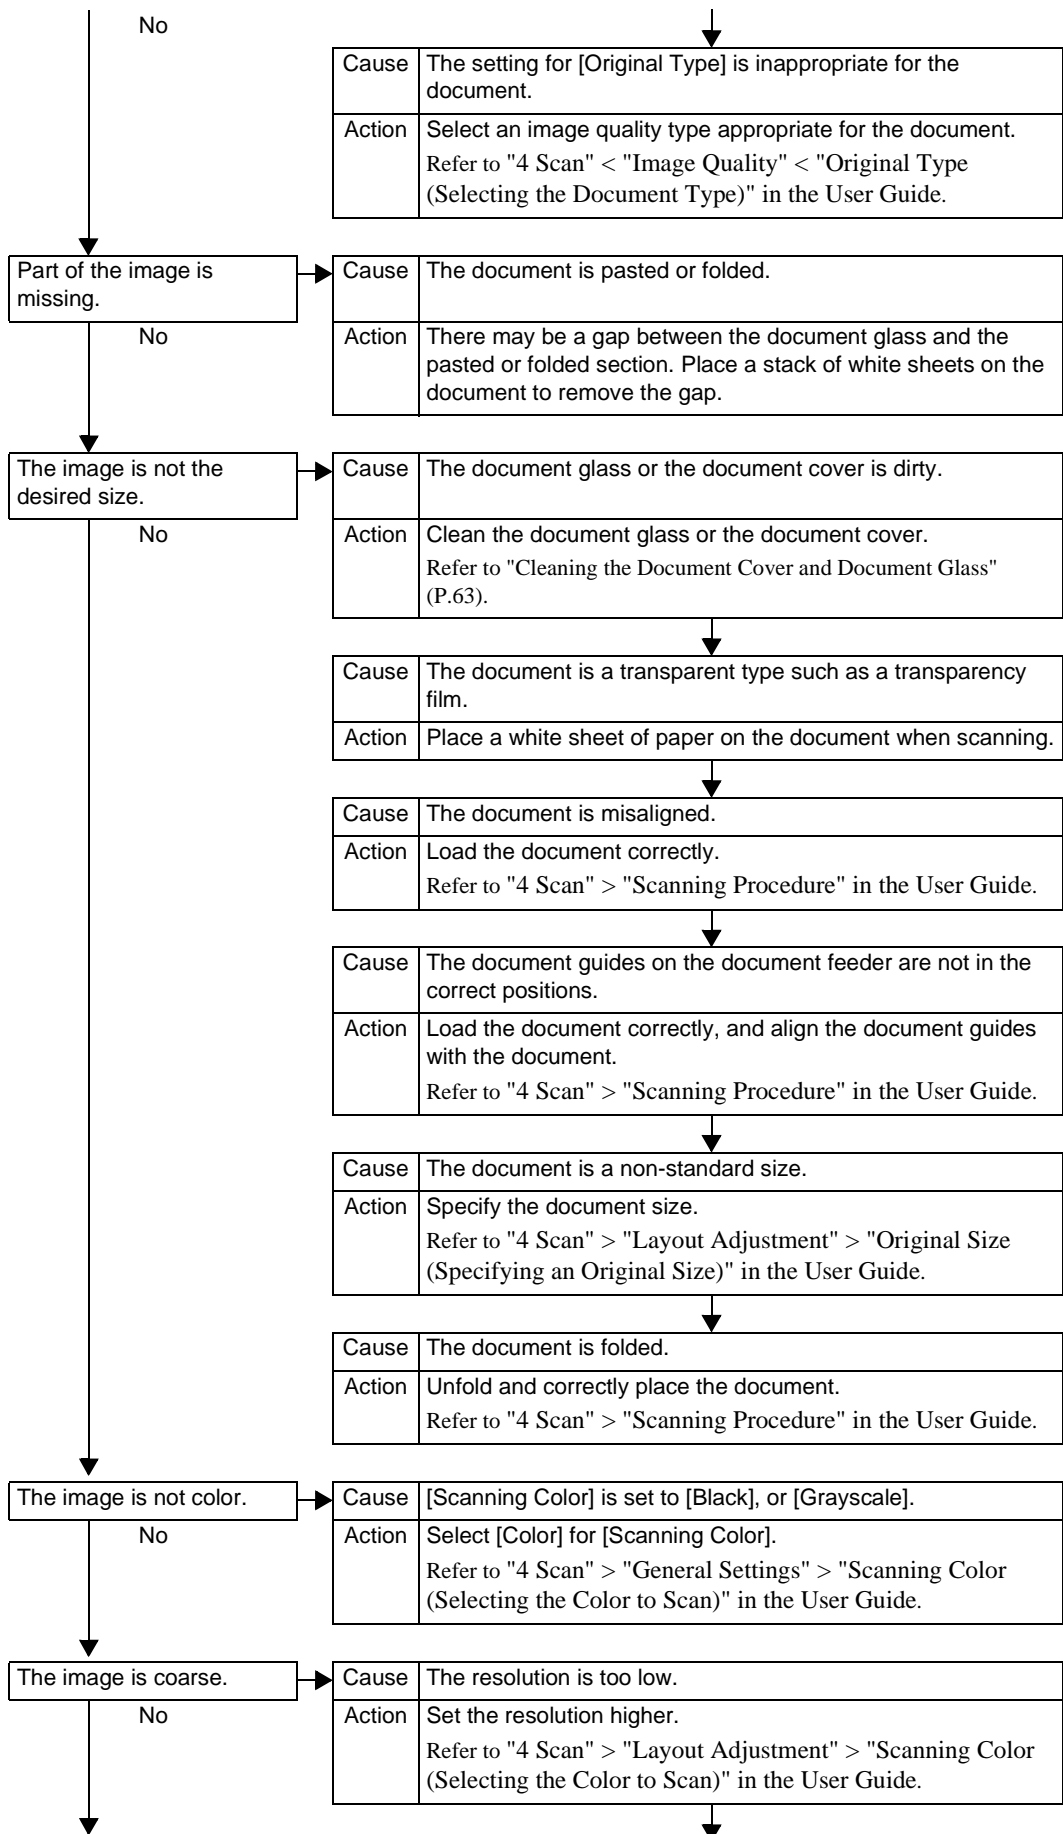 No
Cause The setting for [Original Type] is inappropriate for the
document.
Action Select an image quality type appropriate for the document.
Refer to "4 Scan" < "Image Quality" < "Original Type
(Selecting the Document Type)" in the User Guide.
Part of the image is
missing.
Cause The document is pasted or folded.
No
Action There may be a gap between the document glass and the
pasted or folded section. Place a stack of white sheets on the
document to remove the gap.
The image is not the
desired size.
Cause The document glass or the document cover is dirty.
No
Action Clean the document glass or the document cover.
Refer to "Cleaning the Document Cover and Document Glass"
(P.63).
Cause The document is a transparent type such as a transparency
film.
Action Place a white sheet of paper on the document when scanning.
Cause The document is misaligned.
Action Load the document correctly.
Refer to "4 Scan" > "Scanning Procedure" in the User Guide.
Cause The document guides on the document feeder are not in the
correct positions.
Action Load the document correctly, and align the document guides
with the document.
Refer to "4 Scan" > "Scanning Procedure" in the User Guide.
Cause The document is a non-standard size.
Action Specify the document size.
Refer to "4 Scan" > "Layout Adjustment" > "Original Size
(Specifying an Original Size)" in the User Guide.
Cause The document is folded.
Action Unfold and correctly place the document.
Refer to "4 Scan" > "Scanning Procedure" in the User Guide.
The image is not color.
Cause [Scanning Color] is set to [Black], or [Grayscale].
No
Action Select [Color] for [Scanning Color].
Refer to "4 Scan" > "General Settings" > "Scanning Color
(Selecting the Color to Scan)" in the User Guide.
The image is coarse.
Cause The resolution is too low.
No
Action Set the resolution higher.
Refer to "4 Scan" > "Layout Adjustment" > "Scanning Color
(Selecting the Color to Scan)" in the User Guide.